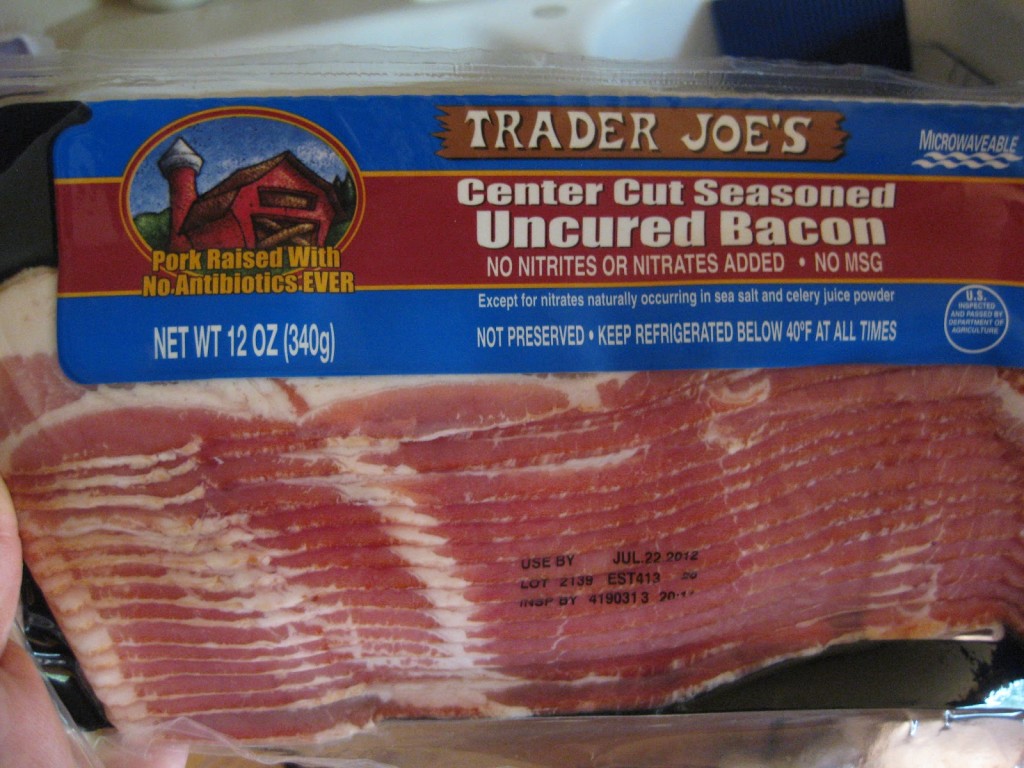 TRADER JOE'S
MICROWAVEABLE
Center Cut Seasoned
Uncured Bacon
NO NITRITES OR NITRATES ADDED • NO MSG
Pork Raised With
No Antibiotics EVER
Except for nitrates naturally occurring in sea salt and celery juice powder
NOT PRESERVED • KEEP REFRIGERATED BELOW 40ºF AT ALL TIMES
NET WT 12 OZ (340g)
U.S.
INSPECTED
AND PASSED BY
DEPARTMENT OF
AGRICULTURE
USE BY JUL.22 2012
LOT 2139 EST413 20
INSP BY 4190313